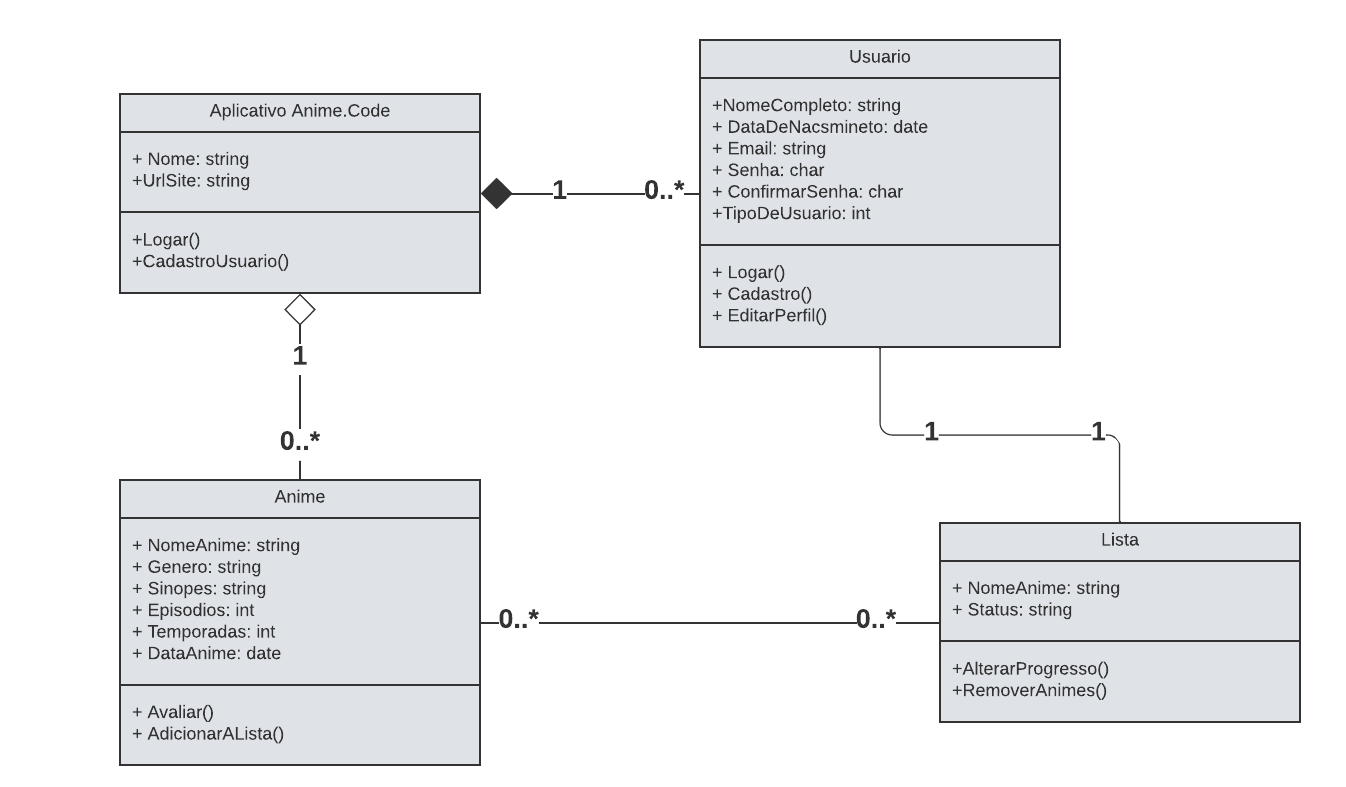 Aplicativo Anime.Code
+ Nome: string
+UrlSite: string
+Logar()
+CadastroUsuario()
1
0..*
Usuario
+NomeCompleto: string
+ DataDeNacsmineto: date
+ Email: string
+ Senha: char
+ ConfirmarSenha: char
+TipoDeUsuario: int
+ Logar()
+ Cadastro()
+ EditarPerfil()
1
0..*
1
1
Anime
+ NomeAnime: string
+ Genero: string
+ Sinopes: string
+ Episodios: int
+ Temporadas: int
+ DataAnime: date
+ Avaliar()
+ AdicionarALista()
0..*
0..*
Lista
+ NomeAnime: string
+ Status: string
+AlterarProgresso()
+RemoverAnimes()